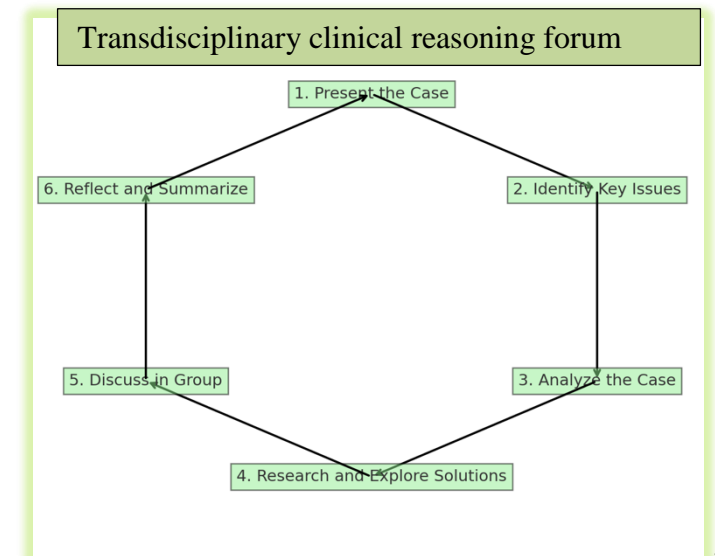 Transdisciplinary clinical reasoning forum
1. Present the Case
2. Identify Key Issues
3. Analyze the Case
4. Research and Explore Solutions
5. Discuss in Group
6. Reflect and Summarize